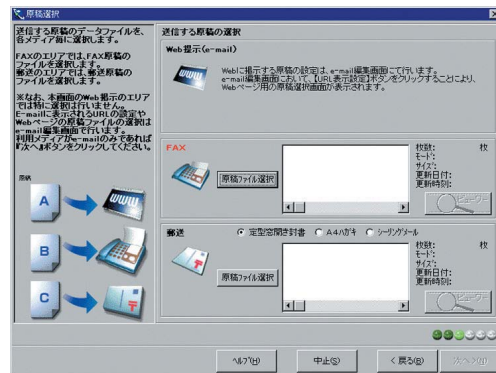 原稿選択
送信する原稿のデータファイルを、
各メディア毎に選択します。
FAXのエリアでは、FAX原稿の
ファイルを選択します。
郵送のエリアでは、郵送原稿の
ファイルを選択します。
※なお、本画面のWeb掲示のエリア
では特に選択は行いません。
E-mailに表示されるURLの設定や
Webページの原稿ファイルの選択は
e-mail編集画面で行います。
利用メディアがe-mailのみであれば
『次へ』ボタンをクリックしてください。
原稿
A
WWW
B
C
〒
送信する原稿の選択
Web提示(e-mail)
WWW
Webに掲示する原稿の設定は、e-mail編集画面にて行います。
e-mail編集画面において、【URL表示設定】ボタンをクリックすることにより、
Webページ用の原稿選択画面が表示されます。
FAX
原稿ファイル選択
枚数: 枚
モード:
サイズ:
更新日付:
更新時刻:
ビューワー
郵送
定型窓開き封書 A4ハガキ シーリングメール
〒
原稿ファイル選択
枚数: 枚
モード:
サイズ:
更新日付:
更新時刻:
ビューワー
ヘルプ(H) 中止(S) < 戻る(B) 次へ >(N)